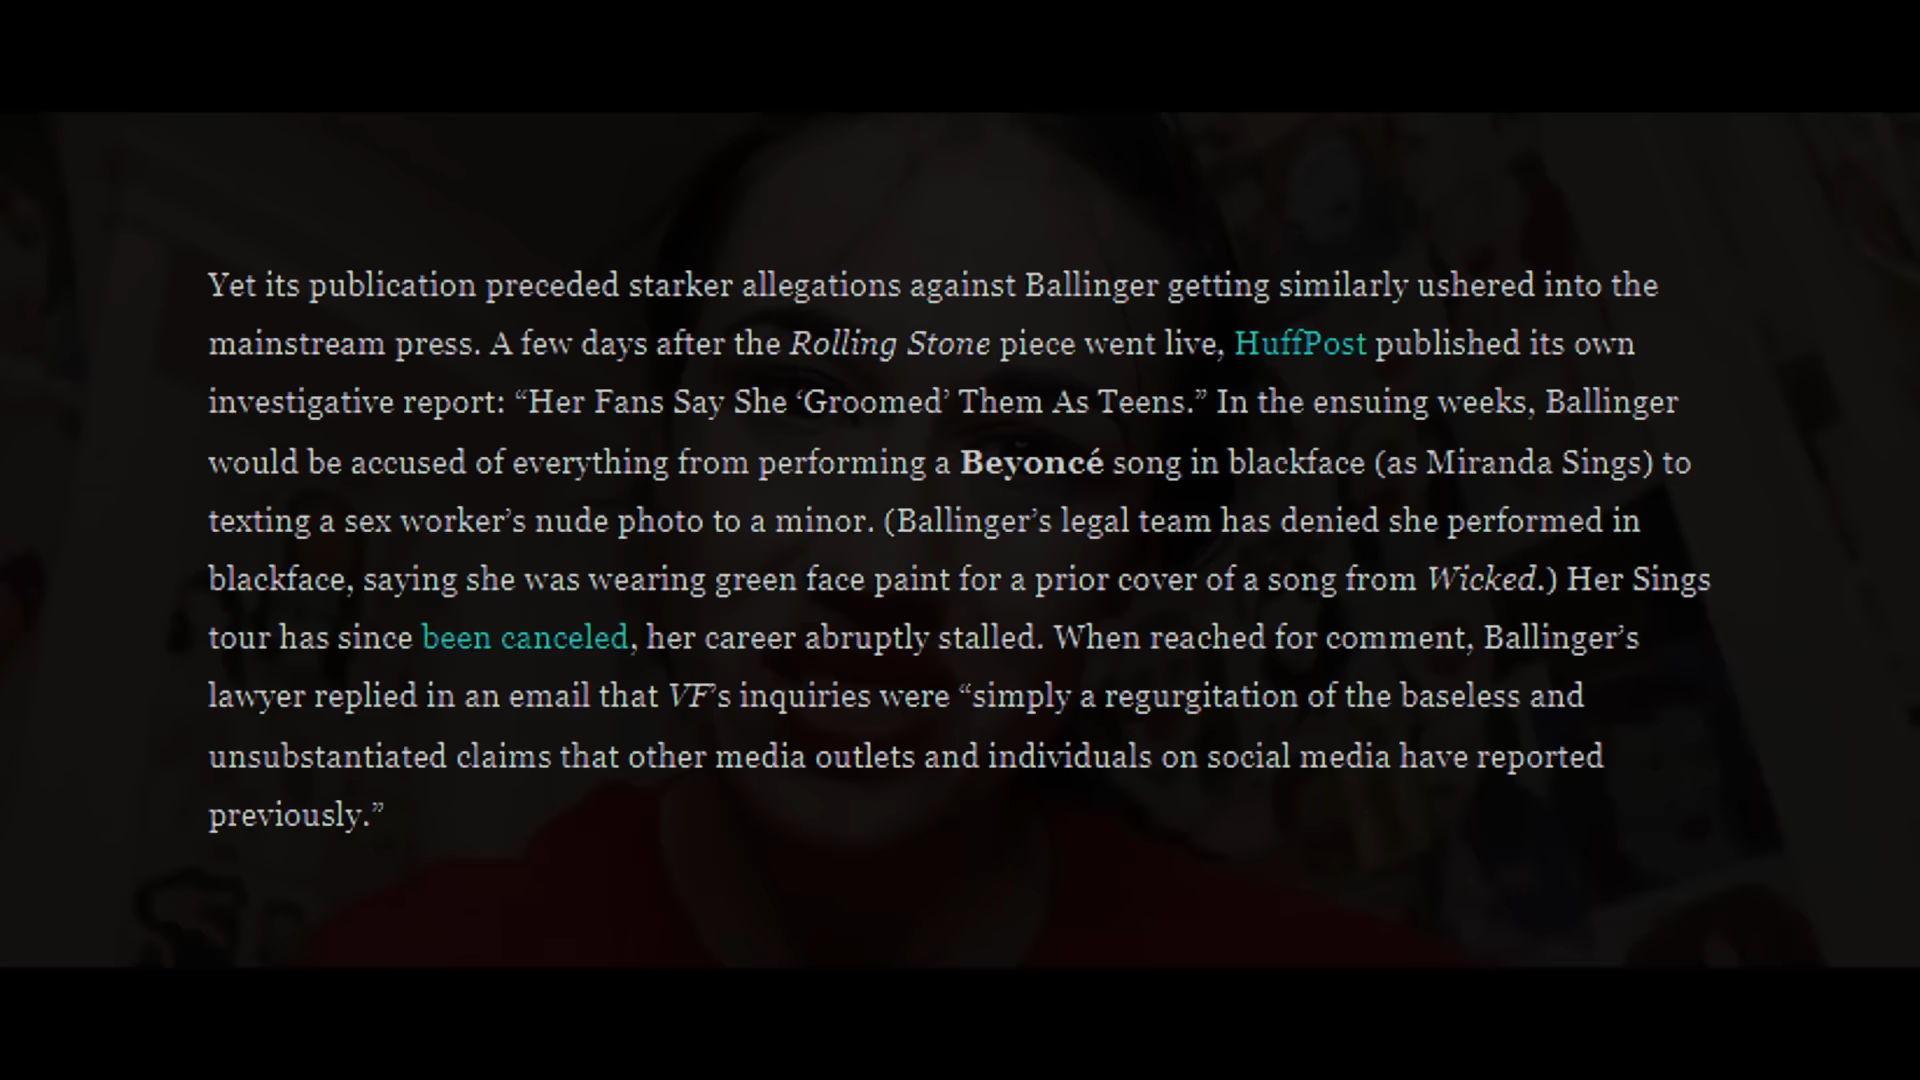 Yet its publication preceded starker allegations against Ballinger getting similarly ushered into the
mainstream press. A few days after the Rolling Stone piece went live, HuffPost published its own
investigative report: “Her Fans Say She ‘Groomed’ Them As Teens.” In the ensuing weeks, Ballinger
would be accused of everything from performing a Beyoncé song in blackface (as Miranda Sings) to
texting a sex worker’s nude photo to a minor. (Ballinger’s legal team has denied she performed in
blackface, saying she was wearing green face paint for a prior cover of a song from Wicked.) Her Sings
tour has since been canceled, her career abruptly stalled. When reached for comment, Ballinger’s
lawyer replied in an email that VF’s inquiries were “simply a regurgitation of the baseless and
unsubstantiated claims that other media outlets and individuals on social media have reported
previously.”